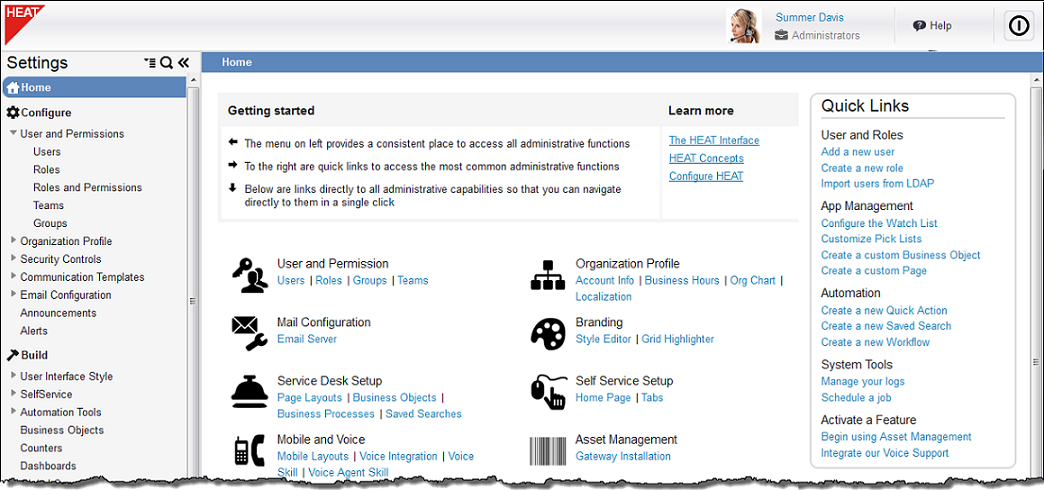 HEAT
Summer Davis
Administrators
Help
Settings
Home
Configure
User and Permissions
Users
Roles
Roles and Permissions
Teams
Groups
Organization Profile
Security Controls
Communication Templates
Email Configuration
Announcements
Alerts
Build
User Interface Style
SelfService
Automation Tools
Business Objects
Counters
Dashboards
Home
Getting started
The menu on left provides a consistent place to access all administrative functions
To the right are quick links to access the most common administrative functions
Below are links directly to all administrative capabilities so that you can navigate
directly to them in a single click
Learn more
The HEAT Interface
HEAT Concepts
Configure HEAT
User and Permission
Users | Roles | Groups | Teams
Organization Profile
Account Info | Business Hours | Org Chart |
Localization
Mail Configuration
Email Server
Branding
Style Editor | Grid Highlighter
Service Desk Setup
Page Layouts | Business Objects |
Business Processes | Saved Searches
Self Service Setup
Home Page | Tabs
Mobile and Voice
Mobile Layouts | Voice Integration | Voice
Skill | Voice Agent Skill
Asset Management
Gateway Installation
Quick Links
User and Roles
Add a new user
Create a new role
Import users from LDAP
App Management
Configure the Watch List
Customize Pick Lists
Create a custom Business Object
Create a custom Page
Automation
Create a new Quick Action
Create a new Saved Search
Create a new Workflow
System Tools
Manage your logs
Schedule a job
Activate a Feature
Begin using Asset Management
Integrate our Voice Support